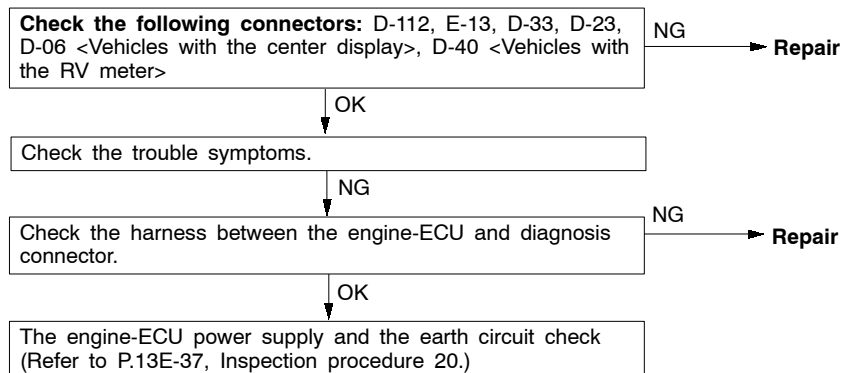 Check the following connectors: D-112, E-13, D-33, D-23,
D-06 <Vehicles with the center display>, D-40 <Vehicles with
the RV meter>
NG
Repair
OK
Check the trouble symptoms.
NG
Check the harness between the engine-ECU and diagnosis
connector.
NG
Repair
OK
The engine-ECU power supply and the earth circuit check
(Refer to P.13E-37, Inspection procedure 20.)